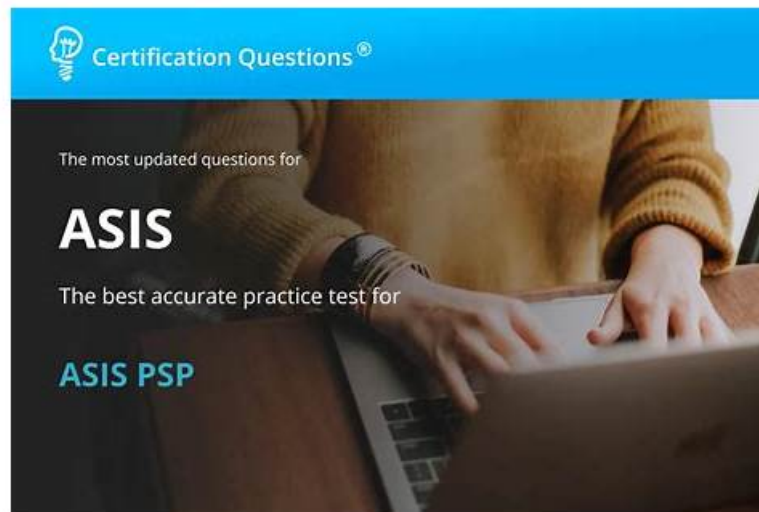 Certification Questions®
The most updated questions for
ASIS
The best accurate practice test for
ASIS PSP